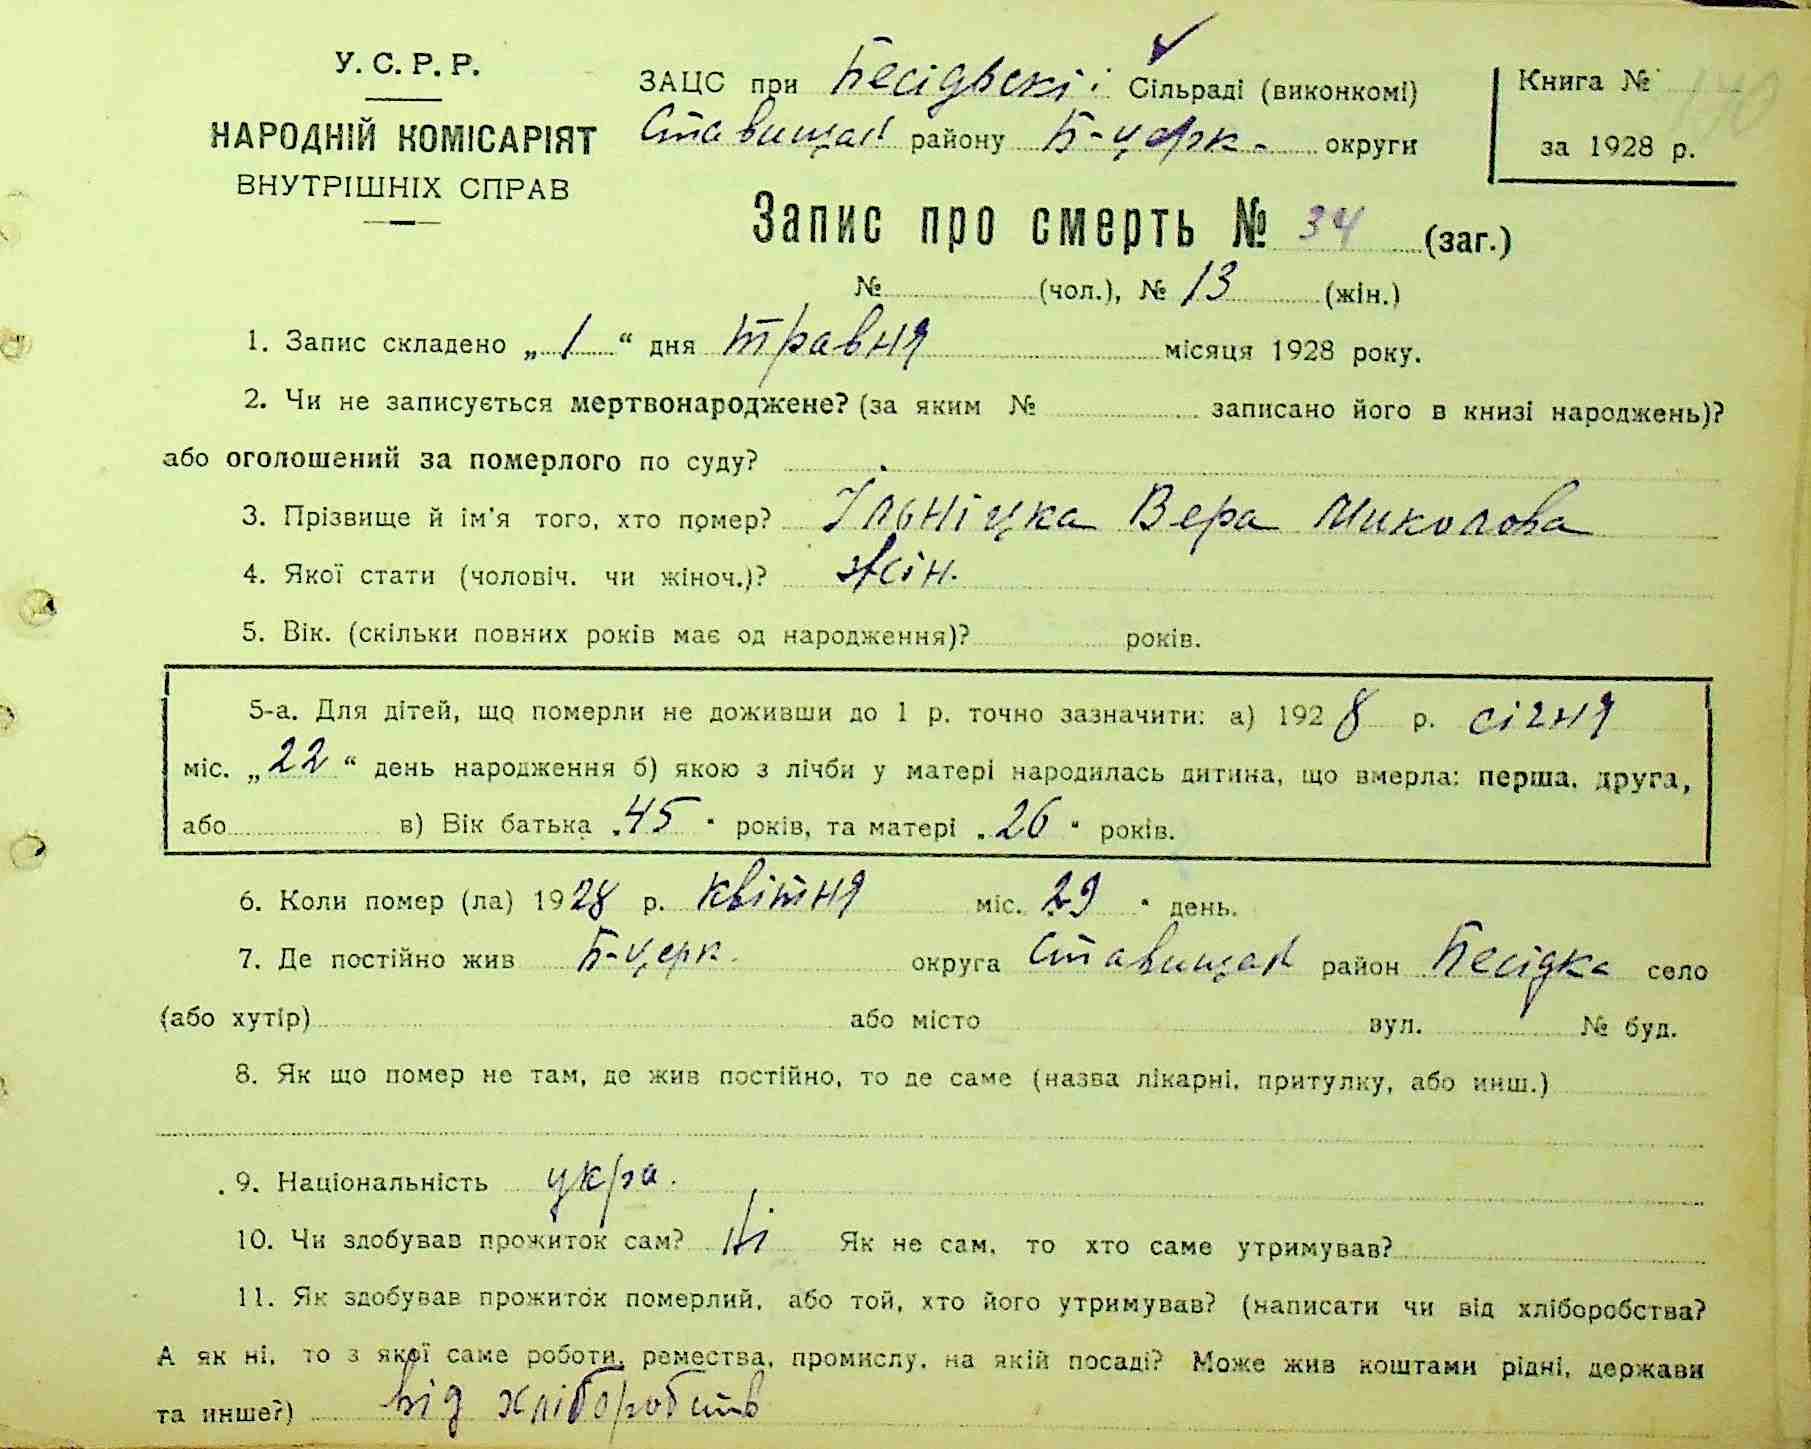 У. С. Р. Р.
НАРОДНІЙ КОМІСАРІЯТ
ВНУТРІШНІХ СПРАВ
ЗАЦС при Бесідвскі Сільраді (виконкомі)
Ставищан району Б-церк. округи
Книга №
за 1928 р.
Запис про смерть № 34 (заг.)
№ (чол.), № 13 (жін.)
1. Запис складено „ 1 “ дня травня місяця 1928 року.
2. Чи не записується мертвонароджене? (за яким № записано його в книзі народжень)?
або оголошений за померлого по суду?
3. Прізвище й ім'я того, хто помер? Ільніцка Вера Миколова
4. Якої стати (чоловіч. чи жіноч.)? жін.
5. Вік. (скільки повних років має од народження)? років.
5-а. Для дітей, що померли не доживши до 1 р. точно зазначити: а) 1928 р. січня
міс. „ 22 “ день народження б) якою з лічби у матері народилась дитина, що вмерла: перша, друга,
або в) Вік батька „ 45 “ років, та матері „ 26 “ років.
6. Коли помер (ла) 1928 р. квітня міс. 29 “ день.
7. Де постійно жив Б-церк. округа Ставищан район Бесідка село
(або хутір) або місто вул. № буд.
8. Як що помер не там, де жив постійно, то де саме (назва лікарні, притулку, або инш.)
9. Національність укра.
10. Чи здобував прожиток сам? Ні Як не сам, то хто саме утримував?
11. Як здобував прожиток померлий, або той, хто його утримував? (написати чи від хліборобства?
А як ні, то з якої саме роботи, ремества, промислу, на якій посаді? Може жив коштами рідні, держави
та инше?) від хліборобств